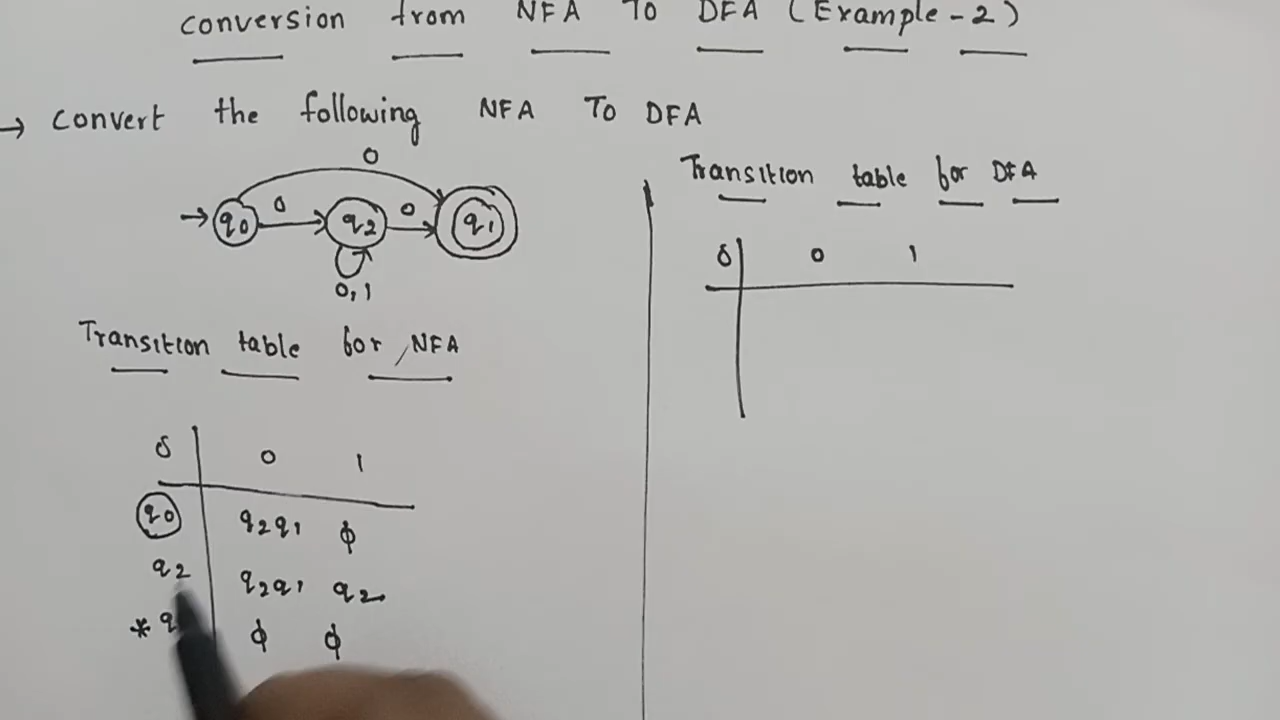 conversion from NFA To DFA (Example-2)
→ Convert the following NFA To DFA
0
q0 0 q2 0 q1
0,1
Transition table for NFA
δ 0 1
q0 q2q1 ϕ
q2 q2q1 q2
* q ϕ ϕ
Transition table for DFA
δ 0 1